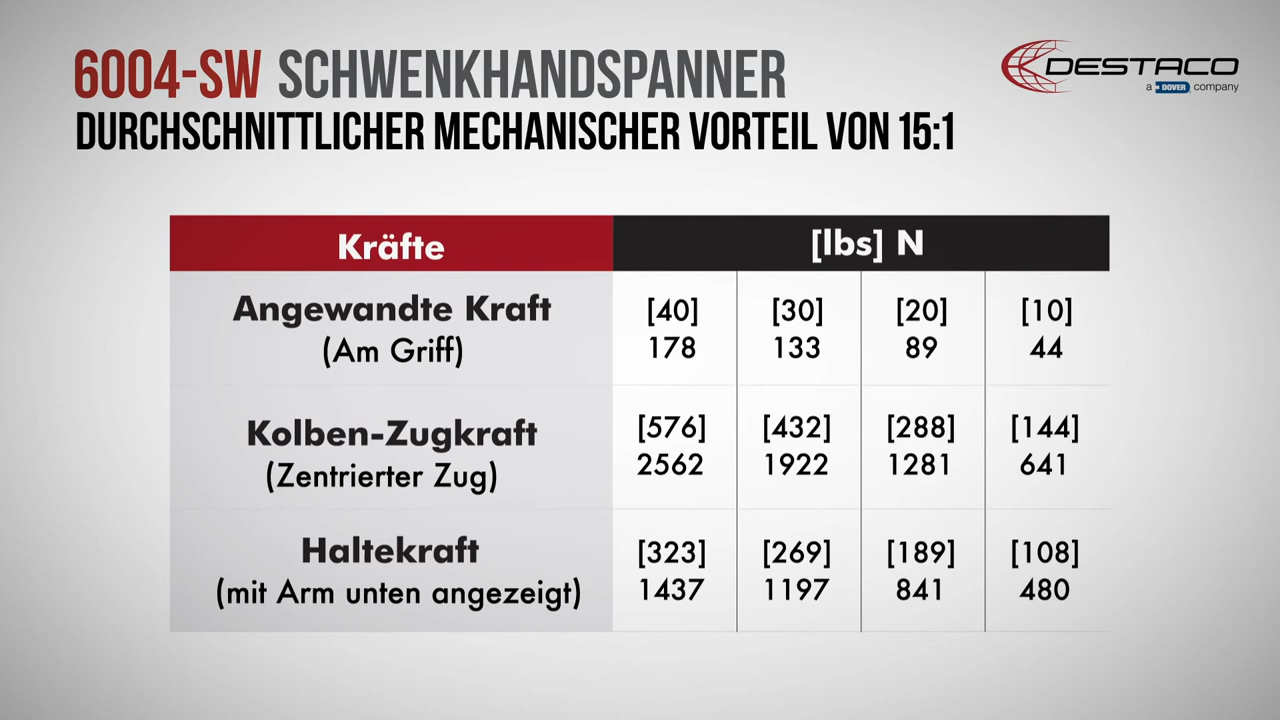 6004-SW SCHWENKHANDSPANNER
DURCHSCHNITTLICHER MECHANISCHER VORTEIL VON 15:1
DESTACO
a DOVER company
Kräfte [lbs] N
Angewandte Kraft [40] [30] [20] [10]
(Am Griff) 178 133 89 44
Kolben-Zugkraft [576] [432] [288] [144]
(Zentrierter Zug) 2562 1922 1281 641
Haltekraft [323] [269] [189] [108]
(mit Arm unten angezeigt) 1437 1197 841 480